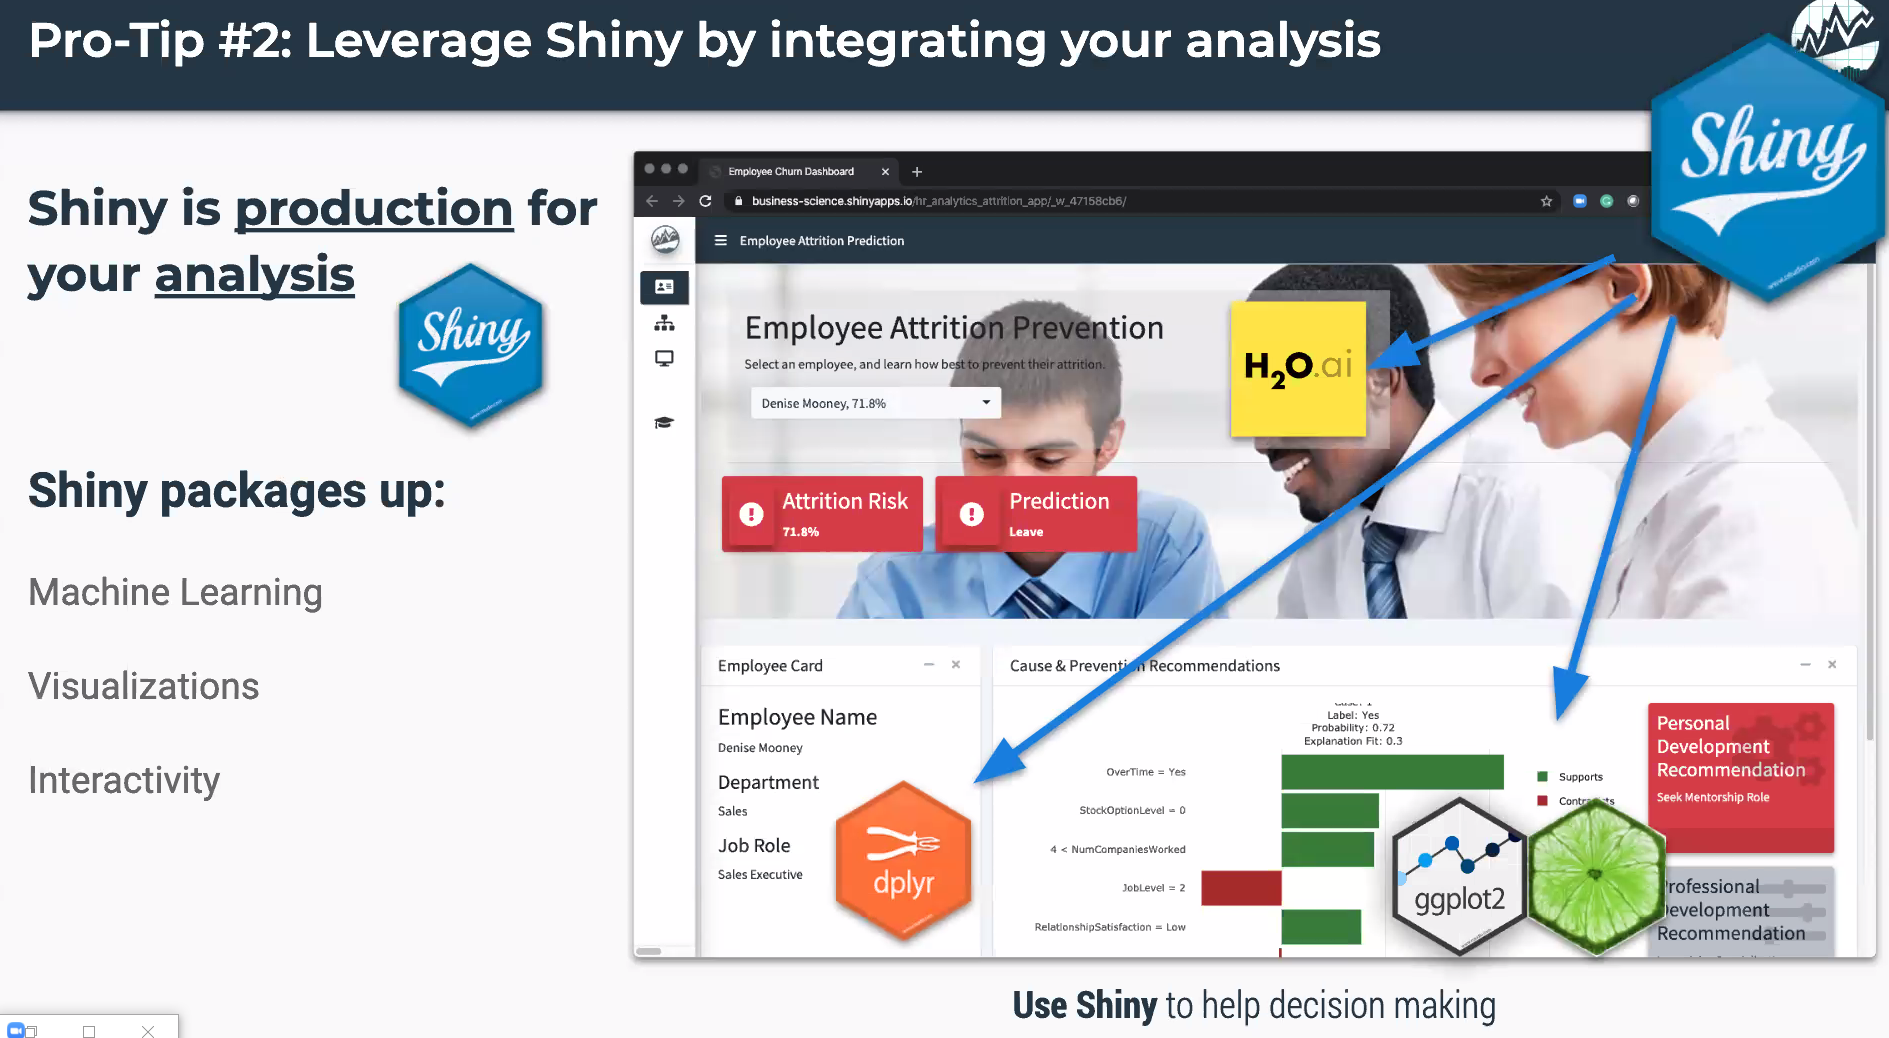 Pro-Tip #2: Leverage Shiny by integrating your analysis
Shiny
Shiny is production for
your analysis
Shiny
Shiny packages up:
Machine Learning
Visualizations
Interactivity
Employee Churn Dashboard
business-science.shinyapps.io/hr_analytics_attrition_app/_w_47158cb6/
Employee Attrition Prediction
Employee Attrition Prevention
Select an employee, and learn how best to prevent their attrition.
Denise Mooney, 71.8%
H2O.ai
Attrition Risk
71.8%
Prediction
Leave
Employee Card
Employee Name
Denise Mooney
Department
Sales
Job Role
Sales Executive
dplyr
Cause & Prevention Recommendations
Label: Yes
Probability: 0.72
Explanation Fit: 0.3
OverTime = Yes
StockOptionLevel = 0
4 < NumCompaniesWorked
JobLevel = 2
RelationshipSatisfaction = Low
Supports
ggplot2
Personal
Development
Recommendation
Seek Mentorship Role
Recommendation
Use Shiny to help decision making